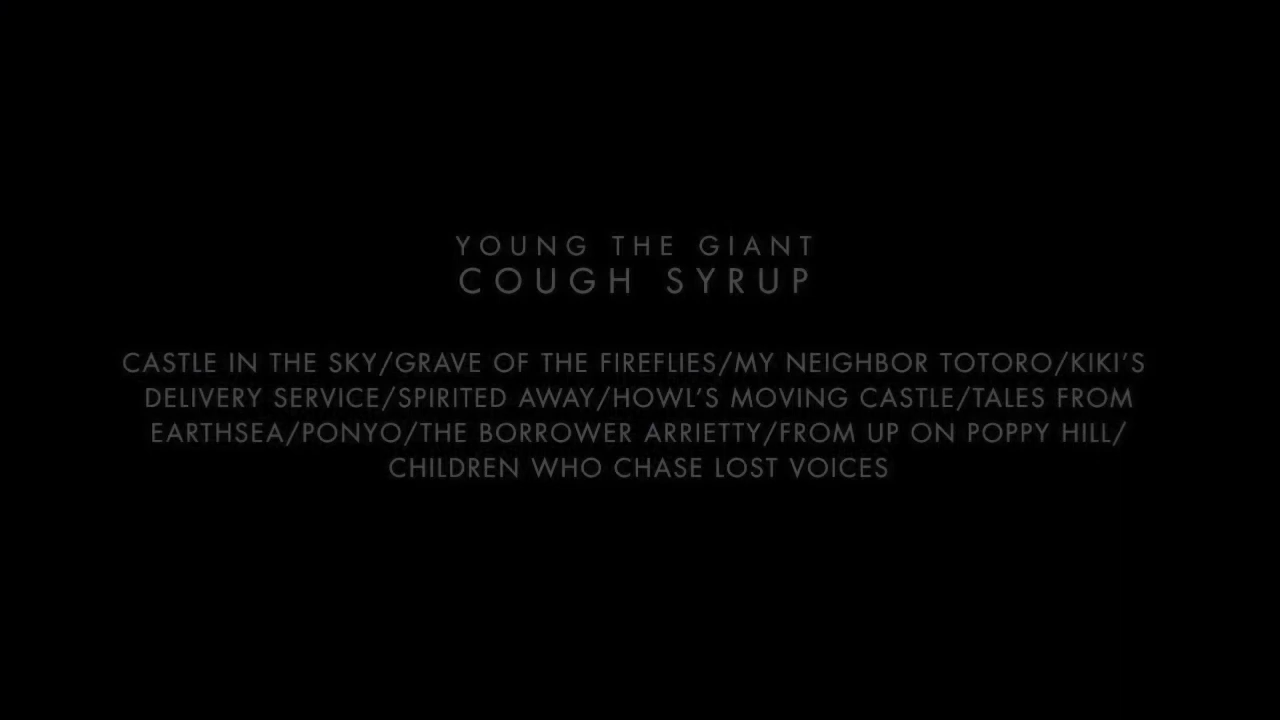 YOUNG THE GIANT
COUGH SYRUP
CASTLE IN THE SKY/GRAVE OF THE FIREFLIES/MY NEIGHBOR TOTORO/KIKI’S
DELIVERY SERVICE/SPIRITED AWAY/HOWL’S MOVING CASTLE/TALES FROM
EARTHSEA/PONYO/THE BORROWER ARRIETTY/FROM UP ON POPPY HILL/
CHILDREN WHO CHASE LOST VOICES